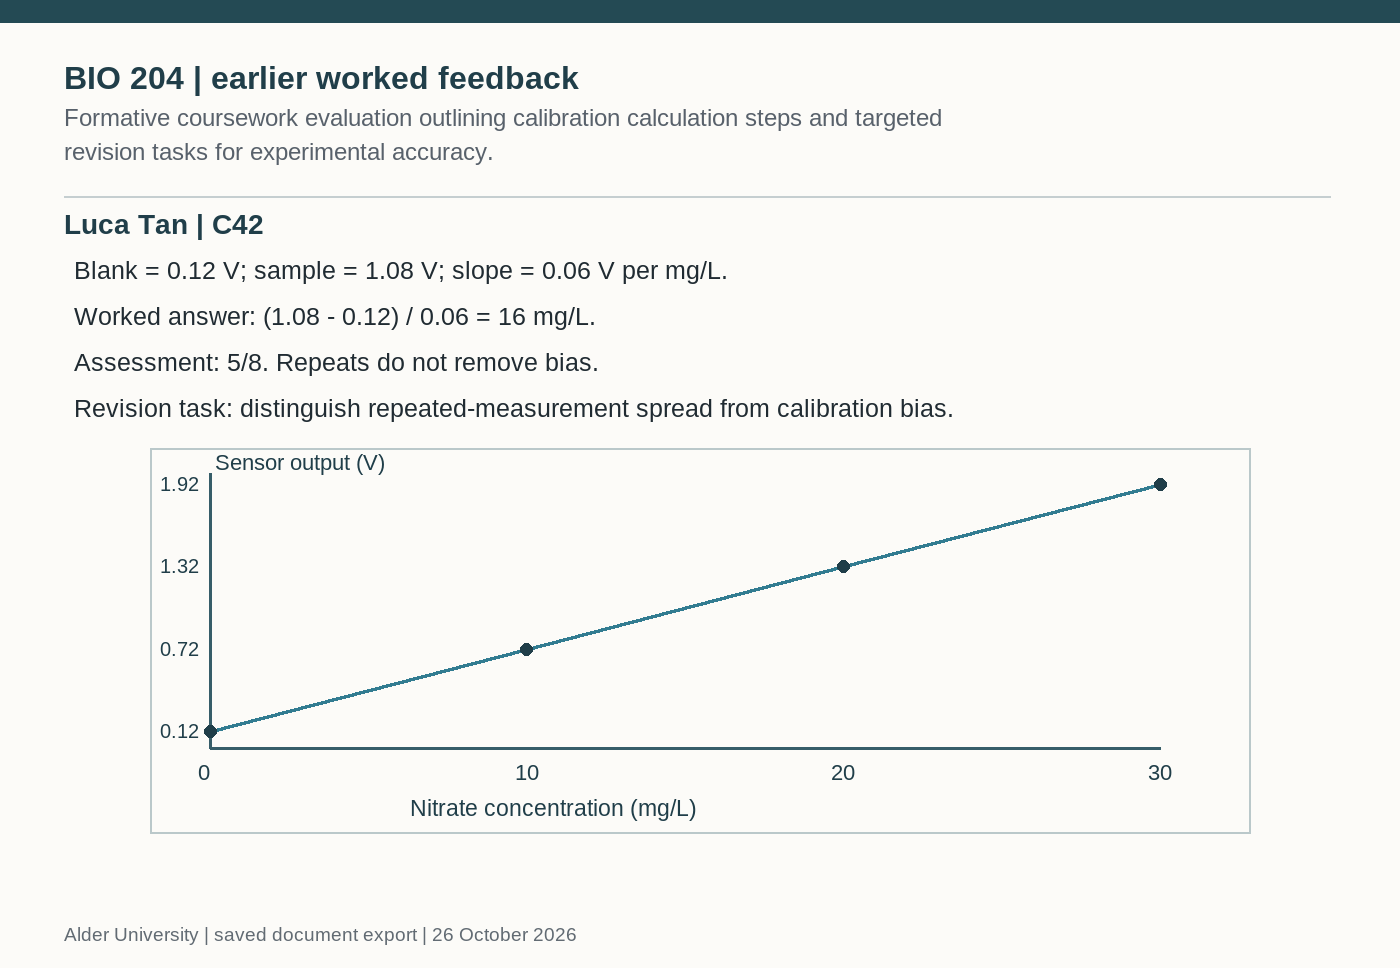 BIO 204 | earlier worked feedback
Formative coursework evaluation outlining calibration calculation steps and targeted
revision tasks for experimental accuracy.
Luca Tan | C42
Blank = 0.12 V; sample = 1.08 V; slope = 0.06 V per mg/L.
Worked answer: (1.08 - 0.12) / 0.06 = 16 mg/L.
Assessment: 5/8. Repeats do not remove bias.
Revision task: distinguish repeated-measurement spread from calibration bias.
Sensor output (V)
1.92
1.32
0.72
0.12
0 10 20 30
Nitrate concentration (mg/L)
Alder University | saved document export | 26 October 2026